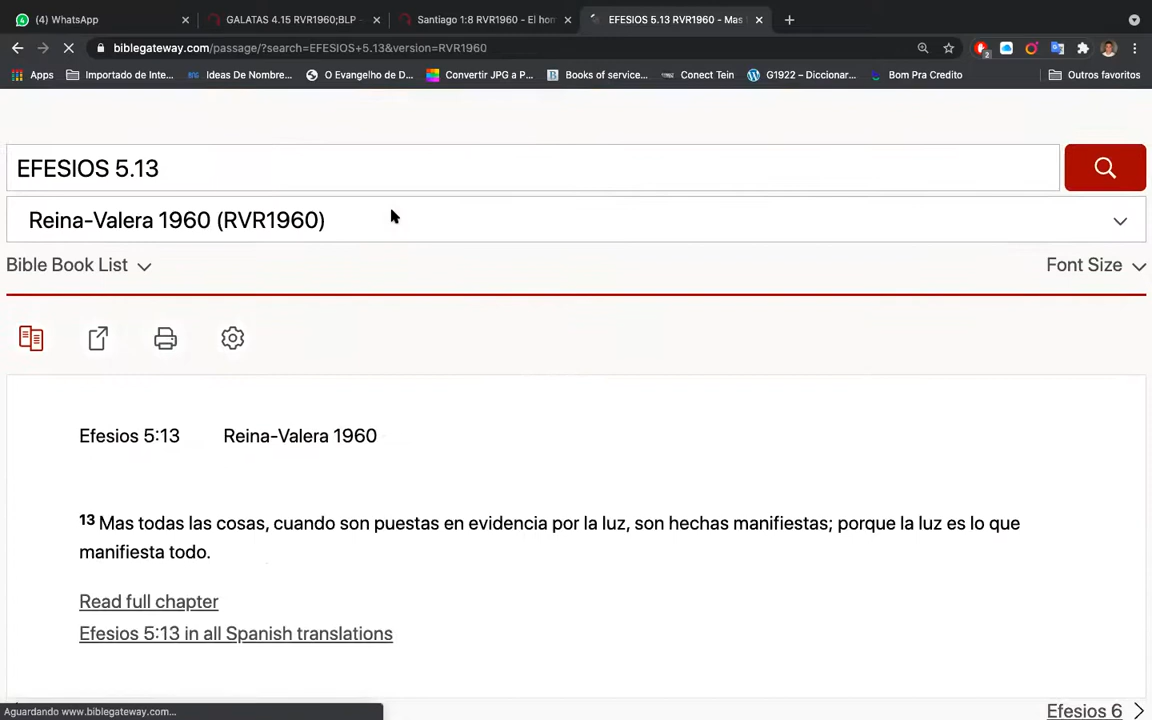 (4) WhatsApp
GALATAS 4.15 RVR1960;BLP -
Santiago 1:8 RVR1960 - El hom
EFESIOS 5.13 RVR1960 - Mas t
biblegateway.com/passage/?search=EFESIOS+5.13&version=RVR1960
2
Apps
Importado de Inte...
Ideas De Nombre...
O Evangelho de D...
Convertir JPG a P...
Books of service...
Conect Tein
G1922 – Diccionar...
Bom Pra Credito
Outros favoritos
EFESIOS 5.13
Reina-Valera 1960 (RVR1960)
Bible Book List
Font Size
Efesios 5:13 Reina-Valera 1960
13 Mas todas las cosas, cuando son puestas en evidencia por la luz, son hechas manifiestas; porque la luz es lo que
manifiesta todo.
Read full chapter
Efesios 5:13 in all Spanish translations
Aguardando www.biblegateway.com...
Efesios 6